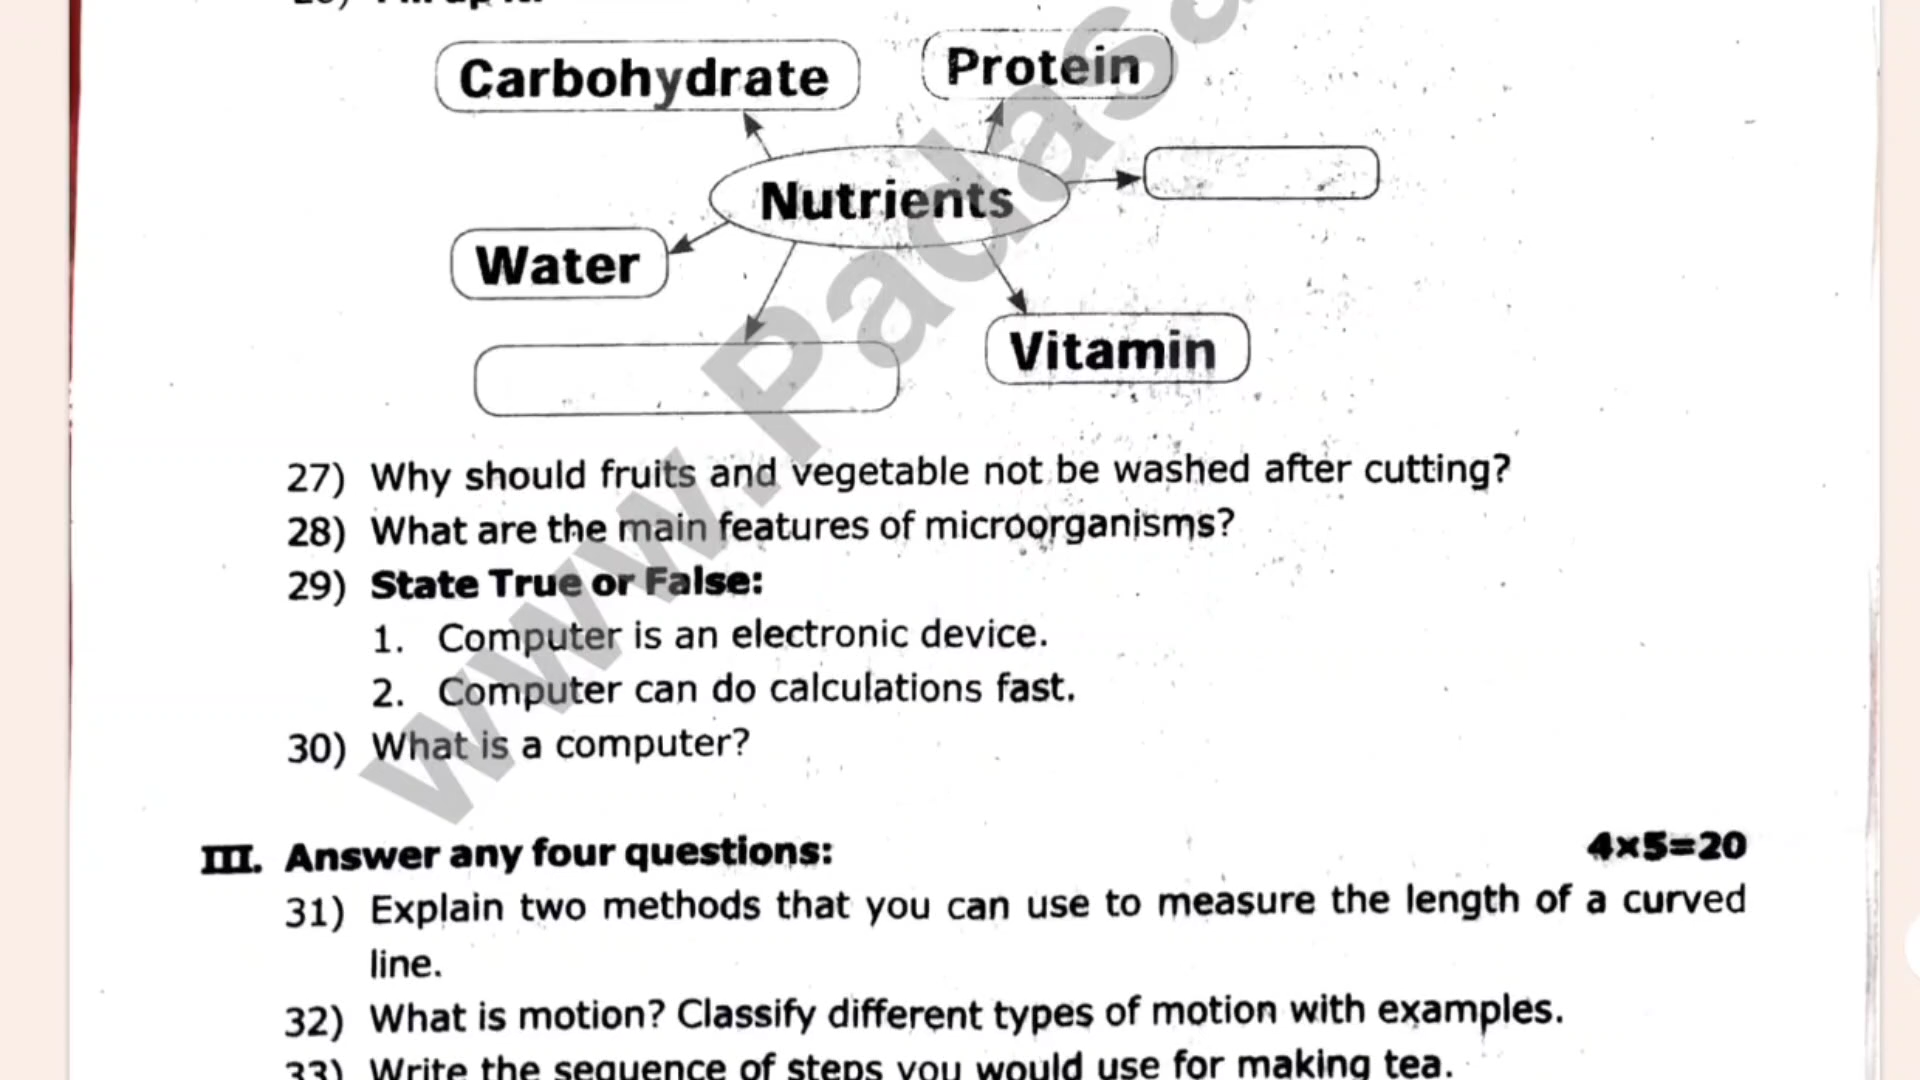 Carbohydrate Protein
Nutrients
Water
Vitamin
27) Why should fruits and vegetable not be washed after cutting?
28) What are the main features of microorganisms?
29) State True or False:
1. Computer is an electronic device.
2. Computer can do calculations fast.
30) What is a computer?
III. Answer any four questions: 4×5=20
31) Explain two methods that you can use to measure the length of a curved
line.
32) What is motion? Classify different types of motion with examples.
33) Write the sequence of steps you would use for making tea.
www.Padasa